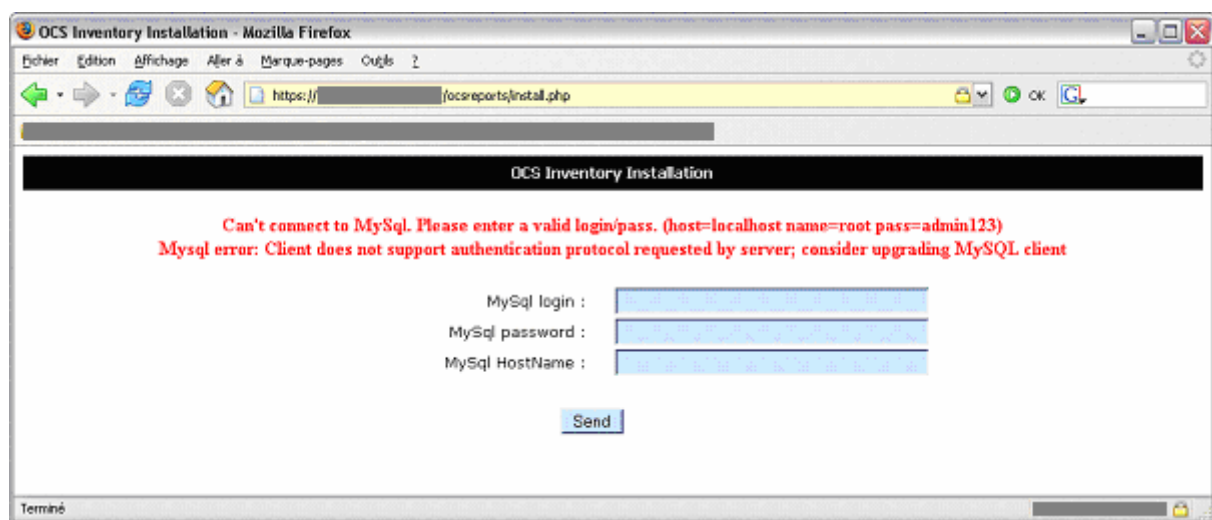 OCS Inventory Installation - Mozilla Firefox
Fichier Edition Affichage Aller à Marque-pages Outils ?
https:// /ocsreports/install.php OK G
OCS Inventory Installation
Can't connect to MySql. Please enter a valid login/pass. (host=localhost name=root pass=admin123)
Mysql error: Client does not support authentication protocol requested by server; consider upgrading MySQL client
MySql login :
MySql password :
MySql HostName :
Send
Terminé